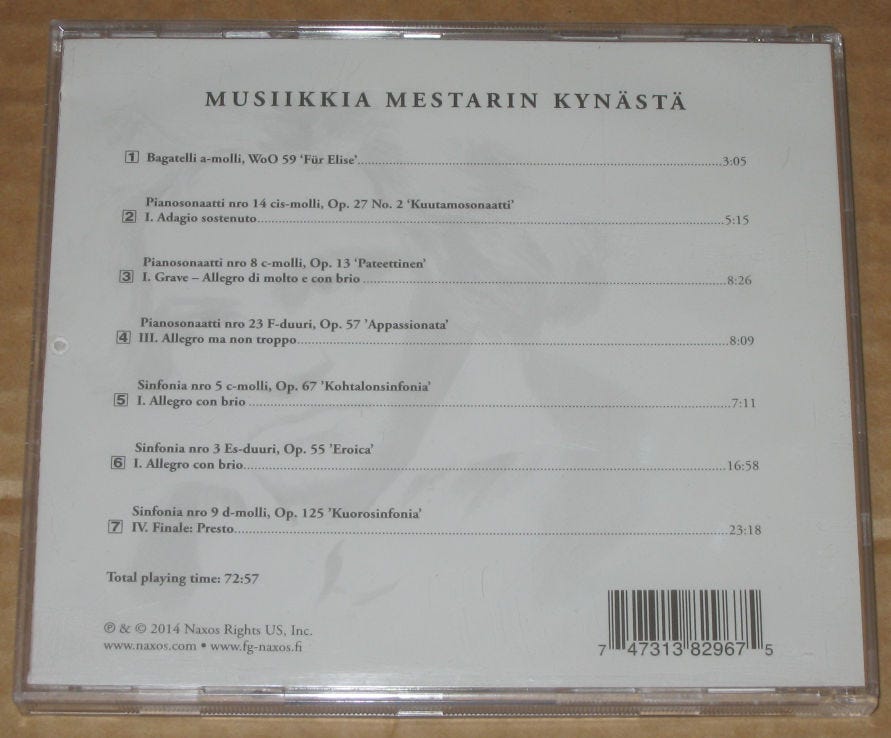 MUSIIKKIA MESTARIN KYNÄSTÄ
1 Bagatelli a-molli, WoO 59 ‘Für Elise’ 3:05
Pianosonaatti nro 14 cis-molli, Op. 27 No. 2 ‘Kuutamosonaatti’
2 I. Adagio sostenuto 5:15
Pianosonaatti nro 8 c-molli, Op. 13 ‘Pateettinen’
3 I. Grave – Allegro di molto e con brio 8:26
Pianosonaatti nro 23 F-duuri, Op. 57 ’Appassionata’
4 III. Allegro ma non troppo 8:09
Sinfonia nro 5 c-molli, Op. 67 ’Kohtalonsinfonia’
5 I. Allegro con brio 7:11
Sinfonia nro 3 Es-duuri, Op. 55 ’Eroica’
6 I. Allegro con brio 16:58
Sinfonia nro 9 d-molli, Op. 125 ’Kuorosinfonia’
7 IV. Finale: Presto 23:18
Total playing time: 72:57
℗ & © 2014 Naxos Rights US, Inc.
www.naxos.com • www.fg-naxos.fi
7 47313 82967 5